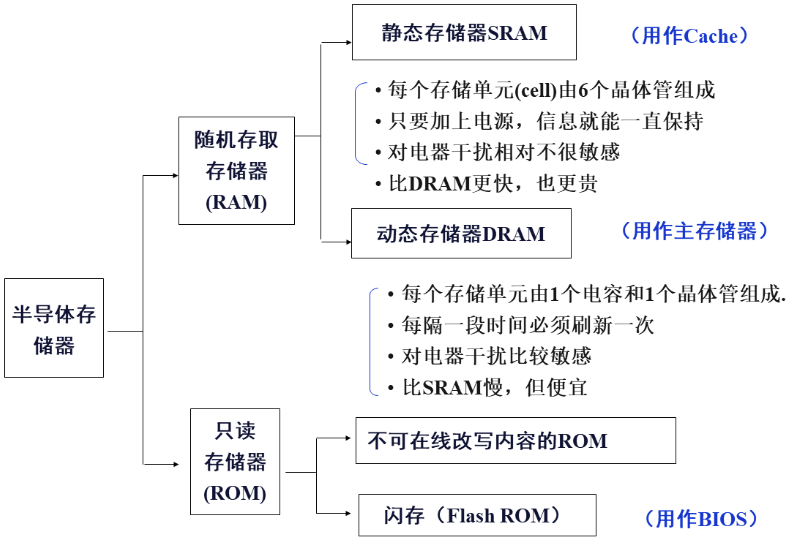 静态存储器SRAM
（用作Cache）
• 每个存储单元(cell)由6个晶体管组成
• 只要加上电源，信息就能一直保持
• 对电器干扰相对不很敏感
• 比DRAM更快，也更贵
随机存取
存储器
(RAM)
动态存储器DRAM
（用作主存储器）
• 每个存储单元由1个电容和1个晶体管组成.
• 每隔一段时间必须刷新一次
• 对电器干扰比较敏感
• 比SRAM慢，但便宜
半导体存
储器
只读
存储器
(ROM)
不可在线改写内容的ROM
闪存（Flash ROM）
（用作BIOS）